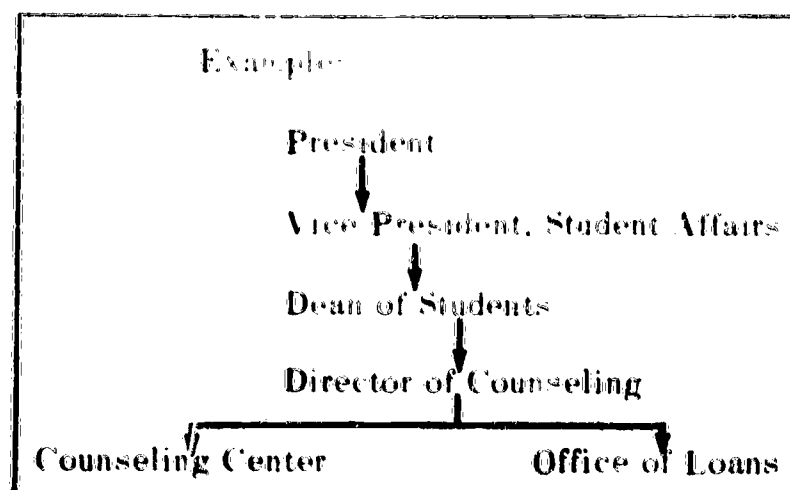 Example
President
Vice President, Student Affairs
Dean of Students
Director of Counseling
Counseling Center Office of Loans